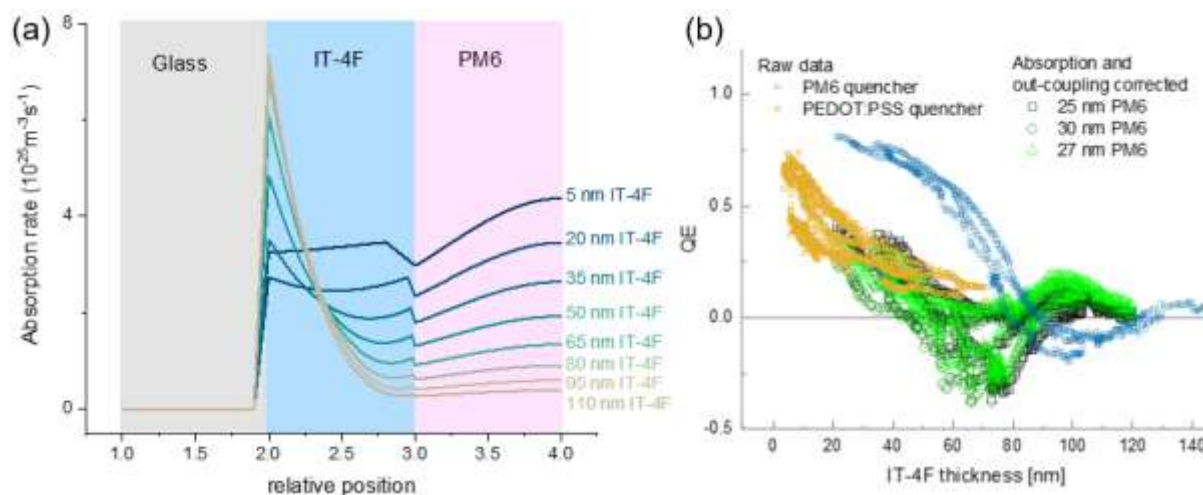 (a)
8
4
0
Absorption rate (10²⁵m⁻³s⁻¹)
Glass
IT-4F
PM6
5 nm IT-4F
20 nm IT-4F
35 nm IT-4F
50 nm IT-4F
65 nm IT-4F
80 nm IT-4F
95 nm IT-4F
110 nm IT-4F
1.0 1.5 2.0 2.5 3.0 3.5 4.0
relative position
(b)
Raw data
PM6 quencher
PEDOT:PSS quencher
Absorption and
out-coupling corrected
25 nm PM6
30 nm PM6
27 nm PM6
1.0
0.5
0.0
-0.5
QE
0 20 40 60 80 100 120 140
IT-4F thickness [nm]